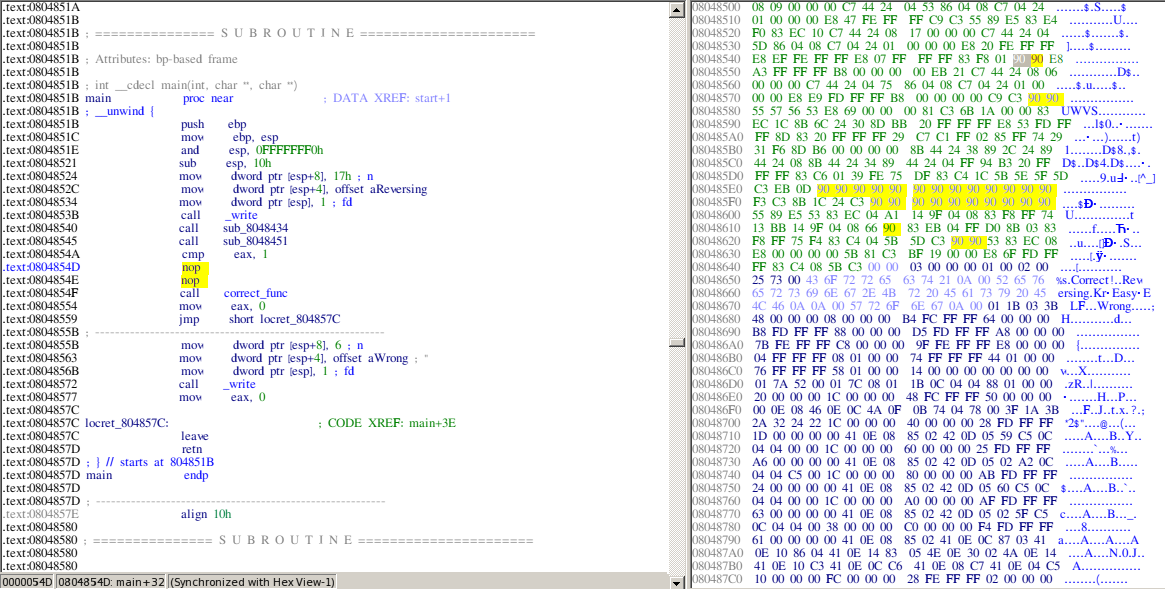 .text:0804851A
.text:0804851B
.text:0804851B ; =============== S U B R O U T I N E =======================
.text:0804851B
.text:0804851B ; Attributes: bp-based frame
.text:0804851B
.text:0804851B ; int __cdecl main(int, char **, char **)
.text:0804851B main proc near ; DATA XREF: start+1
.text:0804851B ; __unwind {
.text:0804851B push ebp
.text:0804851C mov ebp, esp
.text:0804851E and esp, 0FFFFFFF0h
.text:08048521 sub esp, 10h
.text:08048524 mov dword ptr [esp+8], 17h ; n
.text:0804852C mov dword ptr [esp+4], offset aReversing
.text:08048534 mov dword ptr [esp], 1 ; fd
.text:0804853B call _write
.text:08048540 call sub_8048434
.text:08048545 call sub_8048451
.text:0804854A cmp eax, 1
.text:0804854D nop
.text:0804854E nop
.text:0804854F call correct_func
.text:08048554 mov eax, 0
.text:08048559 jmp short locret_804857C
.text:0804855B ; ---------------------------------------------------------------
.text:0804855B mov dword ptr [esp+8], 6 ; n
.text:08048563 mov dword ptr [esp+4], offset aWrong ; "
.text:0804856B mov dword ptr [esp], 1 ; fd
.text:08048572 call _write
.text:08048577 mov eax, 0
.text:0804857C
.text:0804857C locret_804857C: ; CODE XREF: main+3E
.text:0804857C leave
.text:0804857D retn
.text:0804857D ; } // starts at 804851B
.text:0804857D main endp
.text:0804857D
.text:0804857D ; ---------------------------------------------------------------
.text:0804857E align 10h
.text:08048580
.text:08048580 ; =============== S U B R O U T I N E =======================
.text:08048580
.text:08048580
0000054D 0804854D: main+32 (Synchronized with Hex View-1)
08048500 08 09 00 00 00 C7 44 24 04 53 86 04 08 C7 04 24 ......$.S.....$
08048510 01 00 00 00 E8 47 FE FF FF C9 C3 55 89 E5 83 E4
08048520 F0 83 EC 10 C7 44 24 08 17 00 00 00 C7 44 24 04
08048530 5D 86 04 08 C7 04 24 01 00 00 00 E8 20 FE FF FF
08048540 E8 EF FE FF FF E8 07 FF FF FF 83 F8 01 90 90 E8
08048550 A3 FF FF FF B8 00 00 00 00 EB 21 C7 44 24 08 06
08048560 00 00 00 C7 44 24 04 75 86 04 08 C7 04 24 01 00
08048570 00 00 E8 E9 FD FF FF B8 00 00 00 00 C9 C3 90 90
08048580 55 57 56 53 E8 69 00 00 00 81 C3 6B 1A 00 00 83 UWVS
08048590 EC 1C 8B 6C 24 30 8D BB 20 FF FF FF E8 53 FD FF
080485A0 FF 8D 83 20 FF FF FF 29 C7 C1 FF 02 85 FF 74 29
080485B0 31 F6 8D B6 00 00 00 00 8B 44 24 38 89 2C 24 89
080485C0 44 24 08 8B 44 24 34 89 44 24 04 FF 94 B3 20 FF
080485D0 FF FF 83 C6 01 39 FE 75 DF 83 C4 1C 5B 5E 5F 5D
080485E0 C3 EB 0D 90 90 90 90 90 90 90 90 90 90 90 90 90
080485F0 F3 C3 8B 1C 24 C3 90 90 90 90 90 90 90 90 90 90
08048600 55 89 E5 53 83 EC 04 A1 14 9F 04 08 83 F8 FF 74
08048610 13 BB 14 9F 04 08 66 90 83 EB 04 FF D0 8B 03 83
08048620 F8 FF 75 F4 83 C4 04 5B 5D C3 90 90 53 83 EC 08
08048630 E8 00 00 00 00 5B 81 C3 BF 19 00 00 E8 6F FD FF
08048640 FF 83 C4 08 5B C3 00 00 03 00 00 00 01 00 02 00
08048650 25 73 00 43 6F 72 72 65 63 74 21 0A 00 52 65 76 %s.Correct!..Rev
08048660 65 72 73 69 6E 67 2E 4B 72 20 45 61 73 79 20 45 ersing.Kr Easy E
08048670 4C 46 0A 0A 00 57 72 6F 6E 67 0A 00 01 1B 03 3B LF...Wrong.....;
08048680 48 00 00 00 08 00 00 00 B4 FC FF FF 64 00 00 00
08048690 B8 FD FF FF 88 00 00 00 D5 FD FF FF A8 00 00 00
080486A0 7B FE FF FF C8 00 00 00 9F FE FF FF E8 00 00 00
080486B0 04 FF FF FF 08 01 00 00 74 FF FF FF 44 01 00 00
080486C0 76 FF FF FF 58 01 00 00 14 00 00 00 00 00 00 00
080486D0 01 7A 52 00 01 7C 08 01 1B 0C 04 04 88 01 00 00
080486E0 20 00 00 00 1C 00 00 00 48 FC FF FF 50 00 00 00
080486F0 00 0E 08 46 0E 0C 4A 0F 0B 74 04 78 00 3F 1A 3B
08048700 2A 32 24 22 1C 00 00 00 40 00 00 00 28 FD FF FF
08048710 1D 00 00 00 00 41 0E 08 85 02 42 0D 05 59 C5 0C
08048720 04 04 00 00 1C 00 00 00 60 00 00 00 25 FD FF FF
08048730 A6 00 00 00 00 41 0E 08 85 02 42 0D 05 02 A2 0C
08048740 04 04 C5 00 1C 00 00 00 80 00 00 00 AB FD FF FF
08048750 24 00 00 00 00 41 0E 08 85 02 42 0D 05 60 C5 0C
08048760 04 04 00 00 1C 00 00 00 A0 00 00 00 AF FD FF FF
08048770 63 00 00 00 00 41 0E 08 85 02 42 0D 05 02 5F C5
08048780 0C 04 04 00 38 00 00 00 C0 00 00 00 F4 FD FF FF
08048790 61 00 00 00 00 41 0E 08 85 02 41 0E 0C 87 03 41
080487A0 0E 10 86 04 41 0E 14 83 05 4E 0E 30 02 4A 0E 14
080487B0 41 0E 10 C3 41 0E 0C C6 41 0E 08 C7 41 0E 04 C5
080487C0 10 00 00 00 FC 00 00 00 28 FE FF FF 02 00 00 00